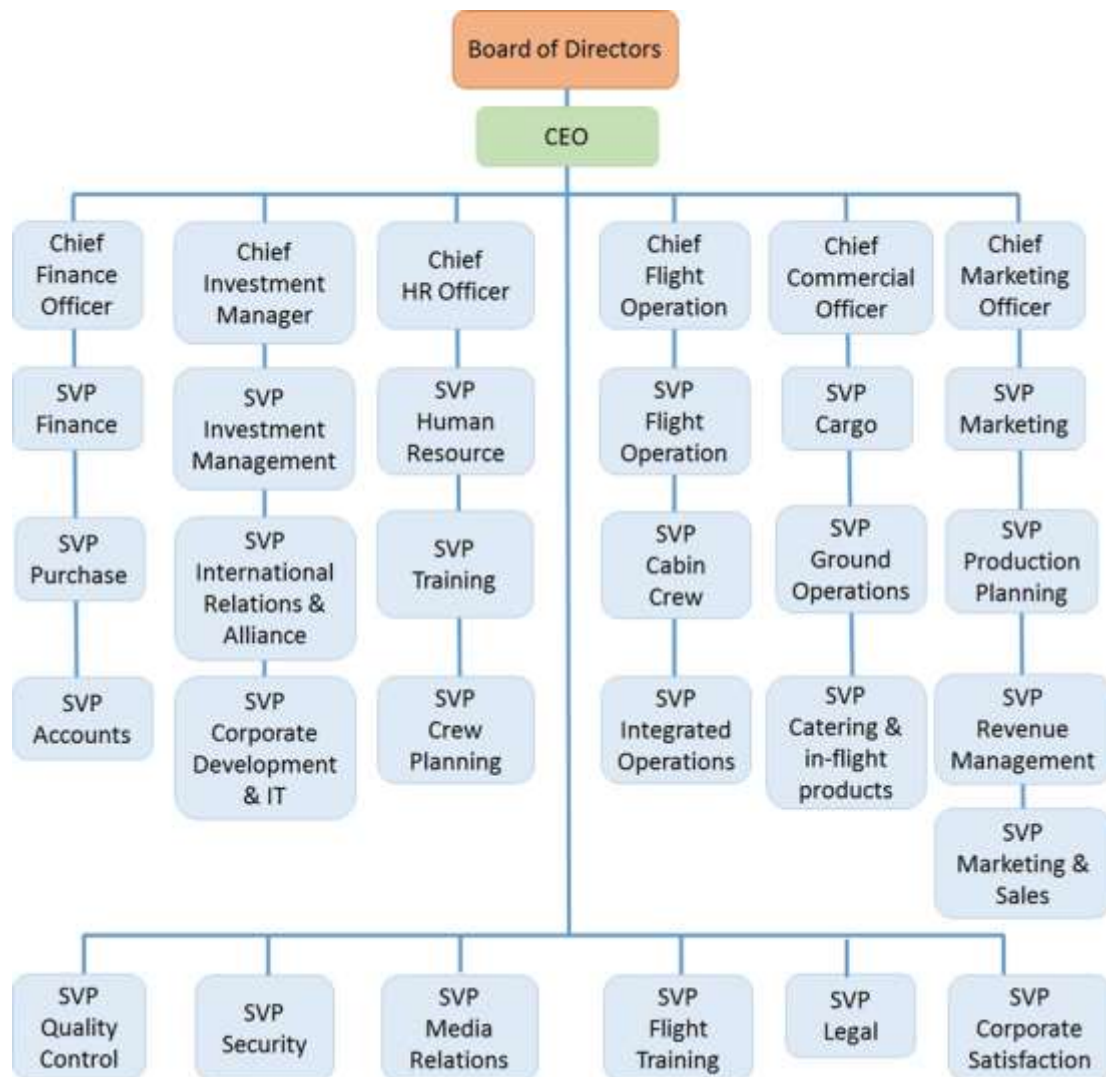 Board of Directors
CEO
Chief
Finance
Officer
Chief
Investment
Manager
Chief
HR Officer
Chief
Flight
Operation
Chief
Commercial
Officer
Chief
Marketing
Officer
SVP
Finance
SVP
Investment
Management
SVP
Human
Resource
SVP
Flight
Operation
SVP
Cargo
SVP
Marketing
SVP
Purchase
SVP
International
Relations &
Alliance
SVP
Training
SVP
Cabin
Crew
SVP
Ground
Operations
SVP
Production
Planning
SVP
Accounts
SVP
Corporate
Development
& IT
SVP
Crew
Planning
SVP
Integrated
Operations
SVP
Catering &
in-flight
products
SVP
Revenue
Management
SVP
Marketing &
Sales
SVP
Quality
Control
SVP
Security
SVP
Media
Relations
SVP
Flight
Training
SVP
Legal
SVP
Corporate
Satisfaction